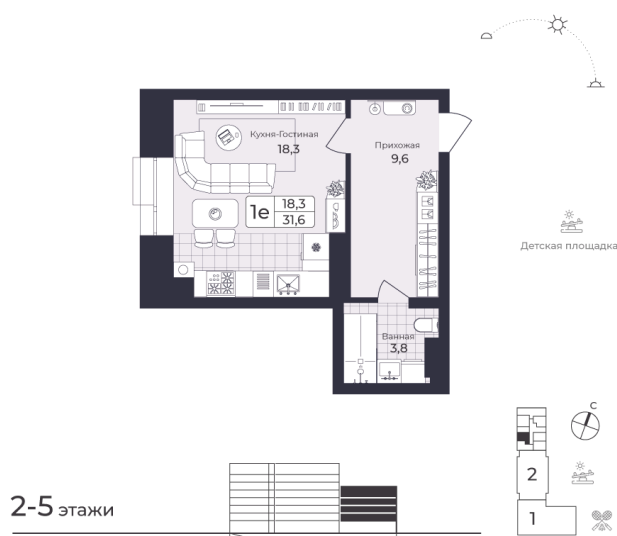 Кухня-Гостиная
18,3
Прихожая
9,6
1е
18,3
31,6
Детская площадка
Ванная
3,8
С
2
1
2-5 этажи